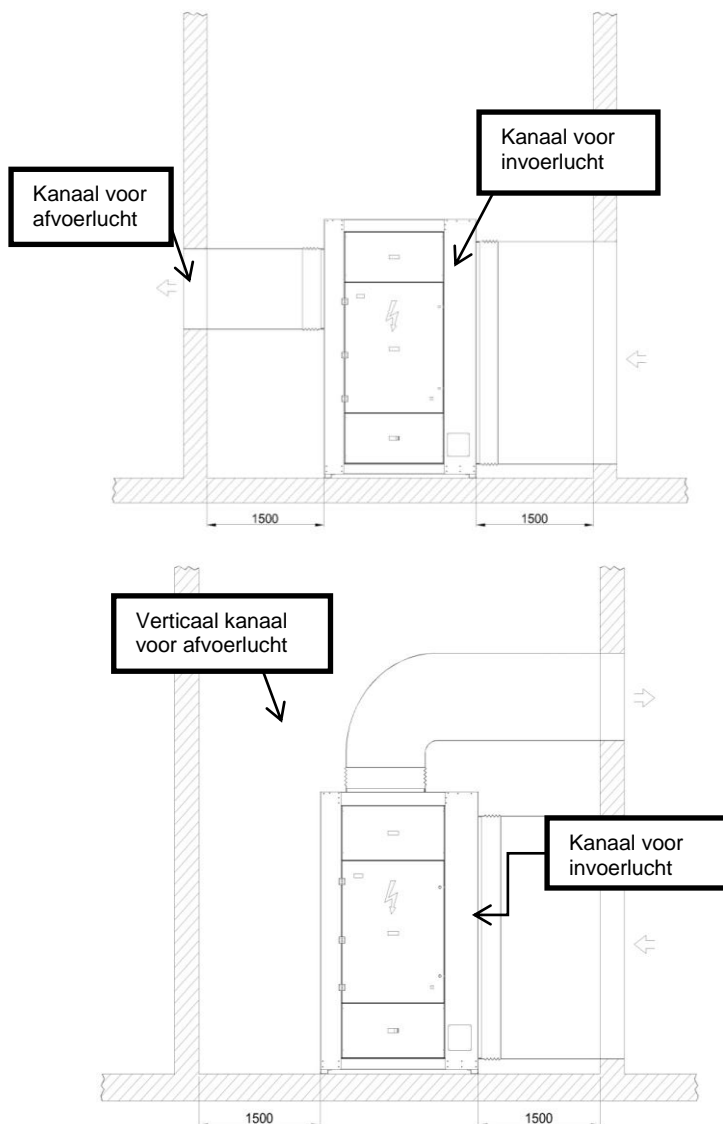 Kanaal voor
invoerlucht
Kanaal voor
afvoerlucht
1500
1500
Verticaal kanaal
voor afvoerlucht
Kanaal voor
invoerlucht
1500
1500